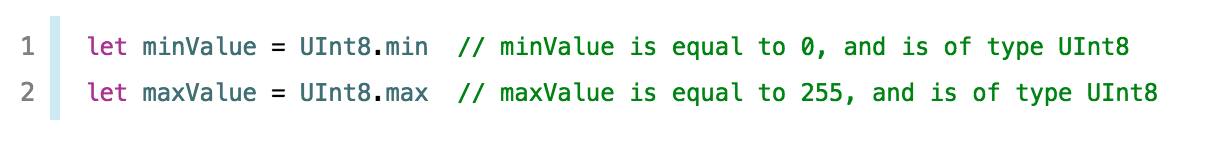 1 let minValue = UInt8.min  // minValue is equal to 0, and is of type UInt8
2 let maxValue = UInt8.max  // maxValue is equal to 255, and is of type UInt8